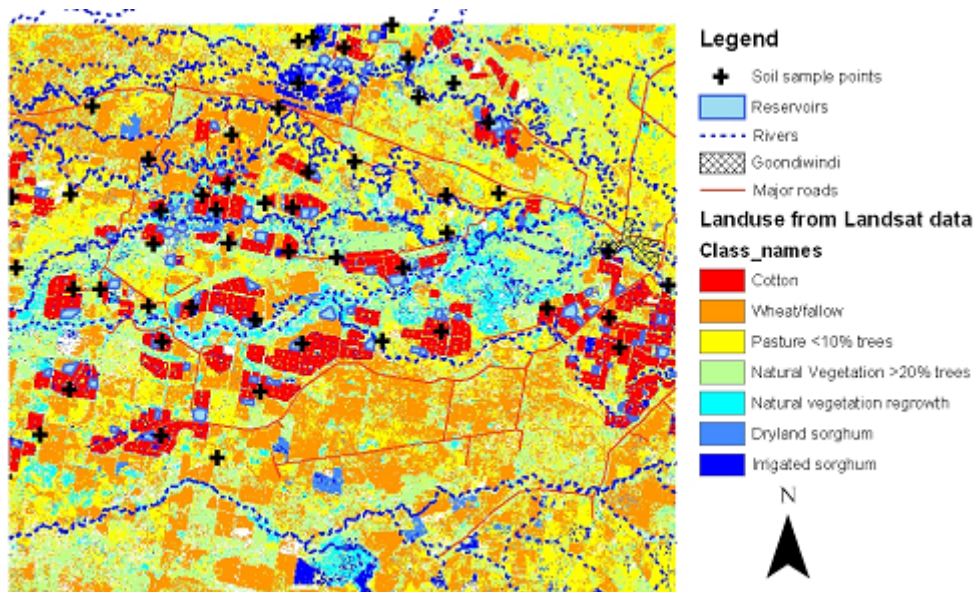 Legend
Soil sample points
Reservoirs
Rivers
Goondiwindi
Major roads
Landuse from Landsat data
Class_names
Cotton
Wheat/fallow
Pasture <10% trees
Natural Vegetation >20% trees
Natural vegetation regrowth
Dryland sorghum
Irrigated sorghum
N